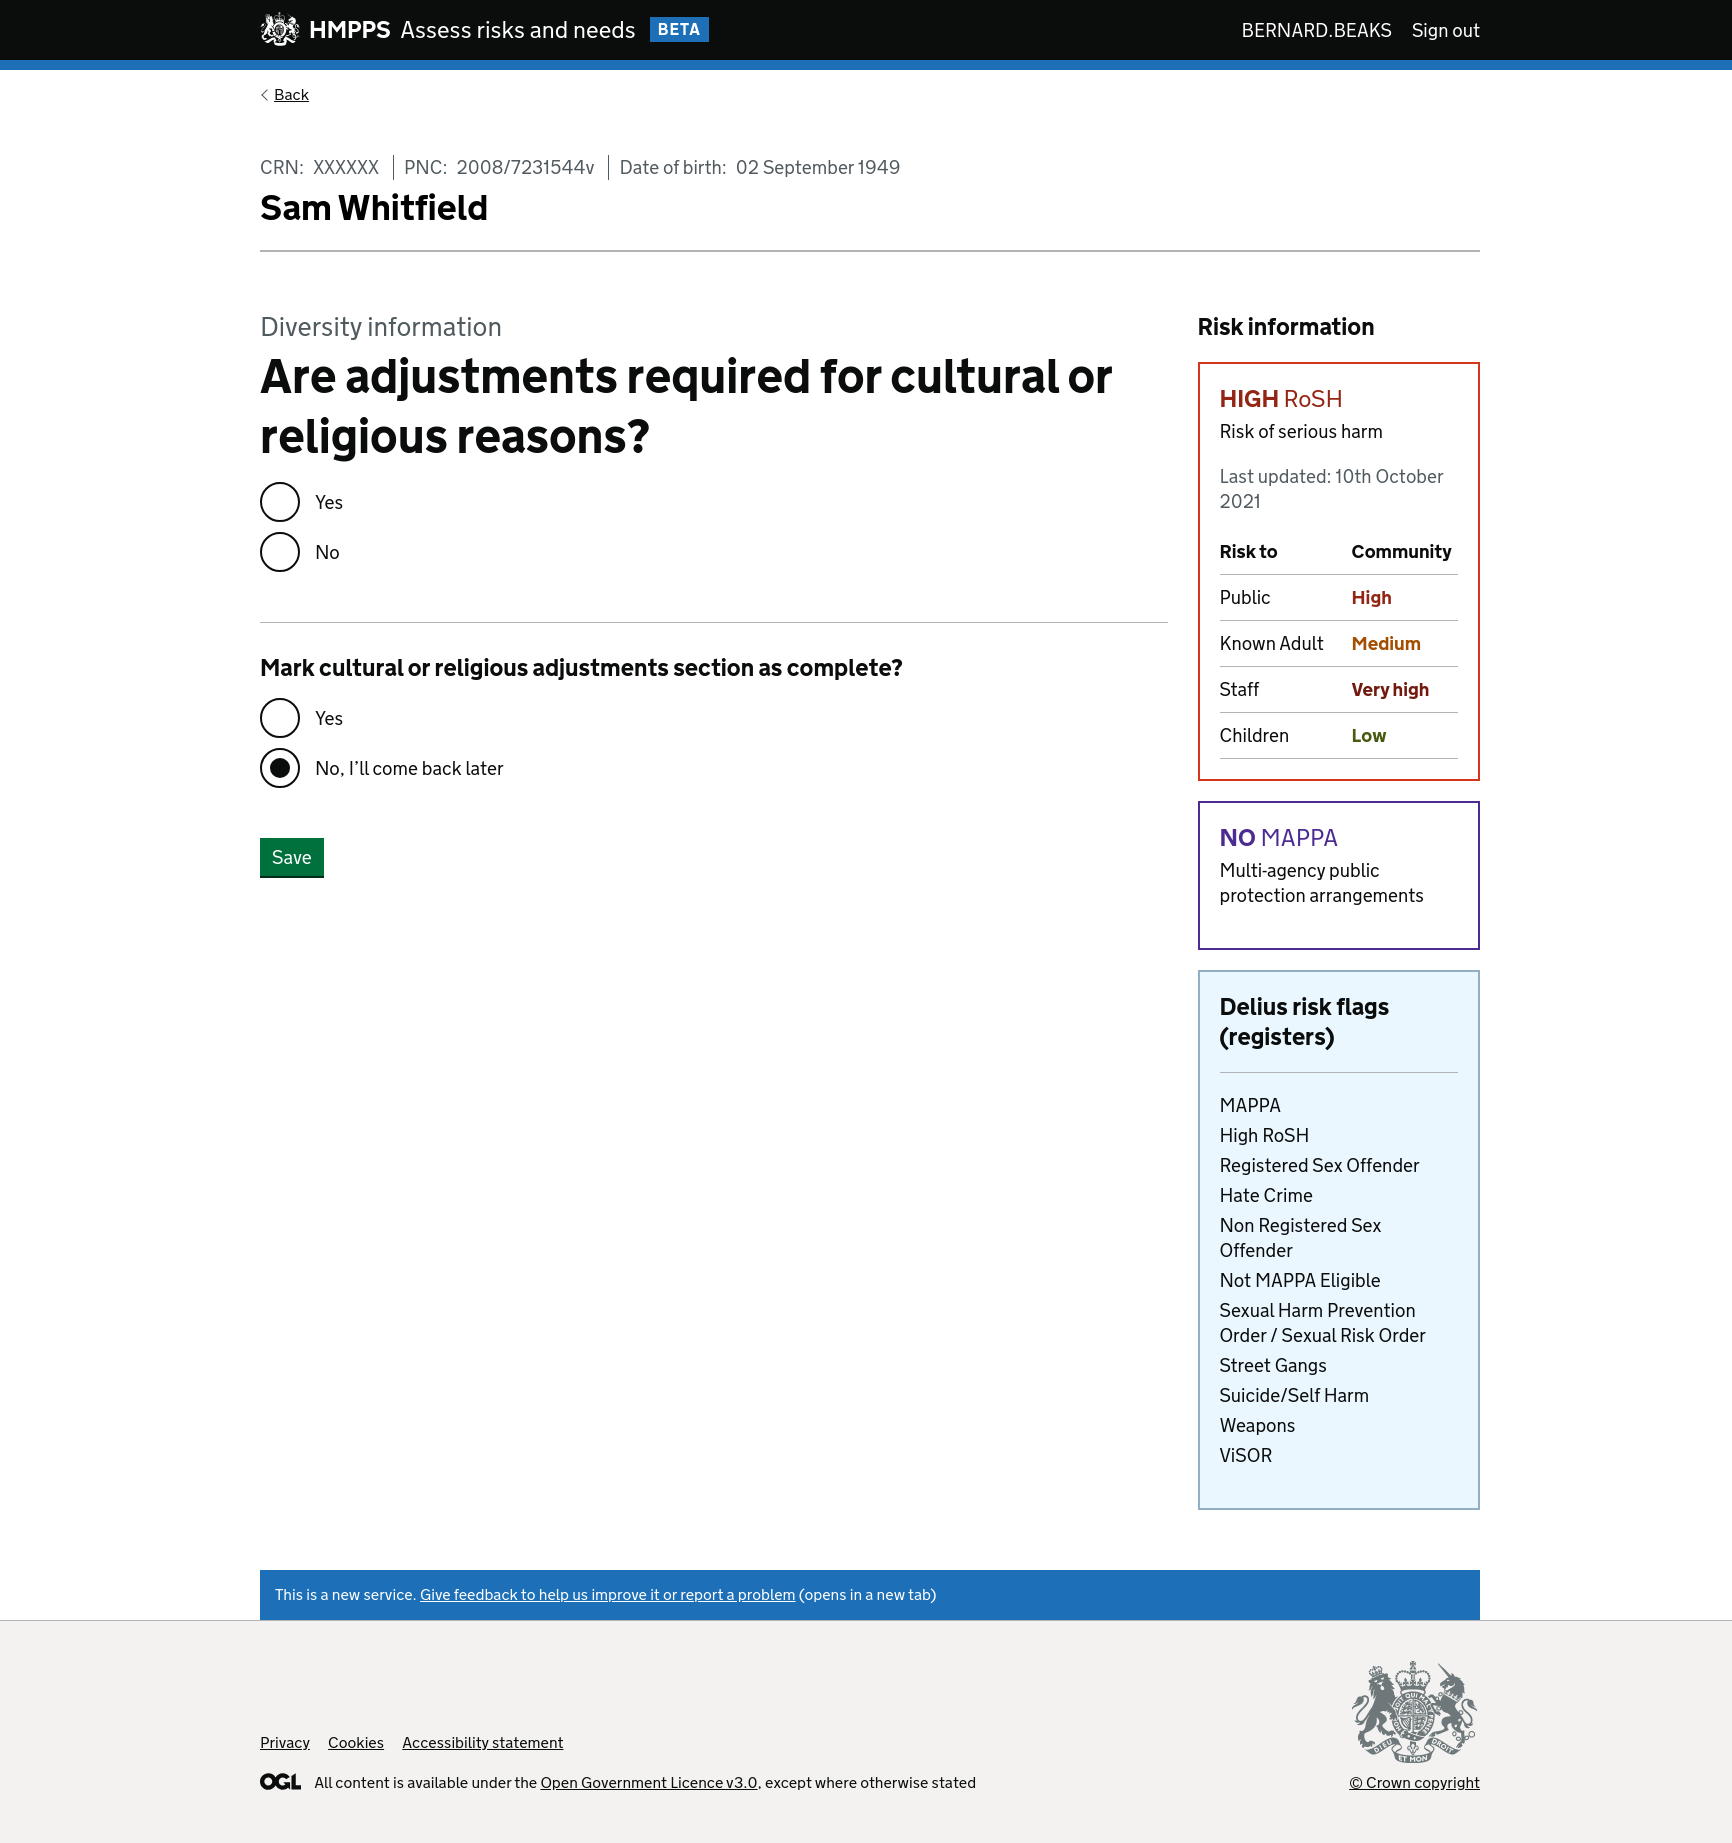 HMPPS Assess risks and needs BETA BERNARD.BEAKS Sign out
Back
CRN: XXXXXX PNC: 2008/7231544v Date of birth: 02 September 1949
Sam Whitfield
Diversity information
Are adjustments required for cultural or
religious reasons?
Yes
No
Mark cultural or religious adjustments section as complete?
Yes
No, I’ll come back later
Save
Risk information
HIGH RoSH
Risk of serious harm
Last updated: 10th October
2021
Risk to Community
Public High
Known Adult Medium
Staff Very high
Children Low
NO MAPPA
Multi-agency public
protection arrangements
Delius risk flags
(registers)
MAPPA
High RoSH
Registered Sex Offender
Hate Crime
Non Registered Sex
Offender
Not MAPPA Eligible
Sexual Harm Prevention
Order / Sexual Risk Order
Street Gangs
Suicide/Self Harm
Weapons
ViSOR
This is a new service. Give feedback to help us improve it or report a problem (opens in a new tab)
Privacy Cookies Accessibility statement
OGL All content is available under the Open Government Licence v3.0, except where otherwise stated
© Crown copyright